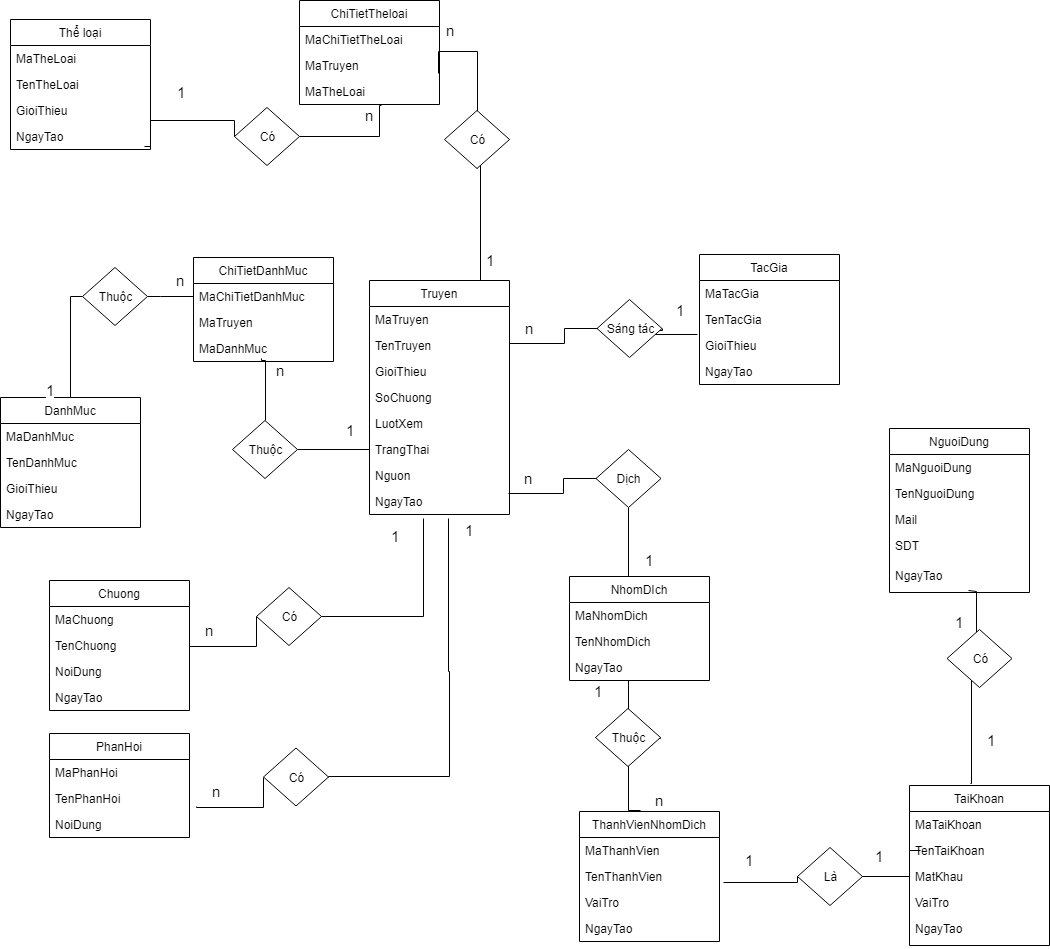 ChiTietTheloai
MaChiTietTheLoai
MaTruyen
MaTheLoai
Thể loại
MaTheLoai
TenTheLoai
GioiThieu
NgayTao
1
Có
n
n
Có
1
ChiTietDanhMuc
MaChiTietDanhMuc
MaTruyen
MaDanhMuc
Thuộc
n
1
n
Thuộc
1
DanhMuc
MaDanhMuc
TenDanhMuc
GioiThieu
NgayTao
Truyen
MaTruyen
TenTruyen
GioiThieu
SoChuong
LuotXem
TrangThai
Nguon
NgayTao
n
Sáng tác
1
TacGia
MaTacGia
TenTacGia
GioiThieu
NgayTao
n
Dịch
1
NguoiDung
MaNguoiDung
TenNguoiDung
Mail
SDT
NgayTao
1
1
Chuong
MaChuong
TenChuong
NoiDung
NgayTao
n
Có
NhomDIch
MaNhomDich
TenNhomDich
NgayTao
1
Có
1
1
Thuộc
n
PhanHoi
MaPhanHoi
TenPhanHoi
NoiDung
n
Có
ThanhVienNhomDich
MaThanhVien
TenThanhVien
VaiTro
NgayTao
1
Là
1
TaiKhoan
MaTaiKhoan
TenTaiKhoan
MatKhau
VaiTro
NgayTao